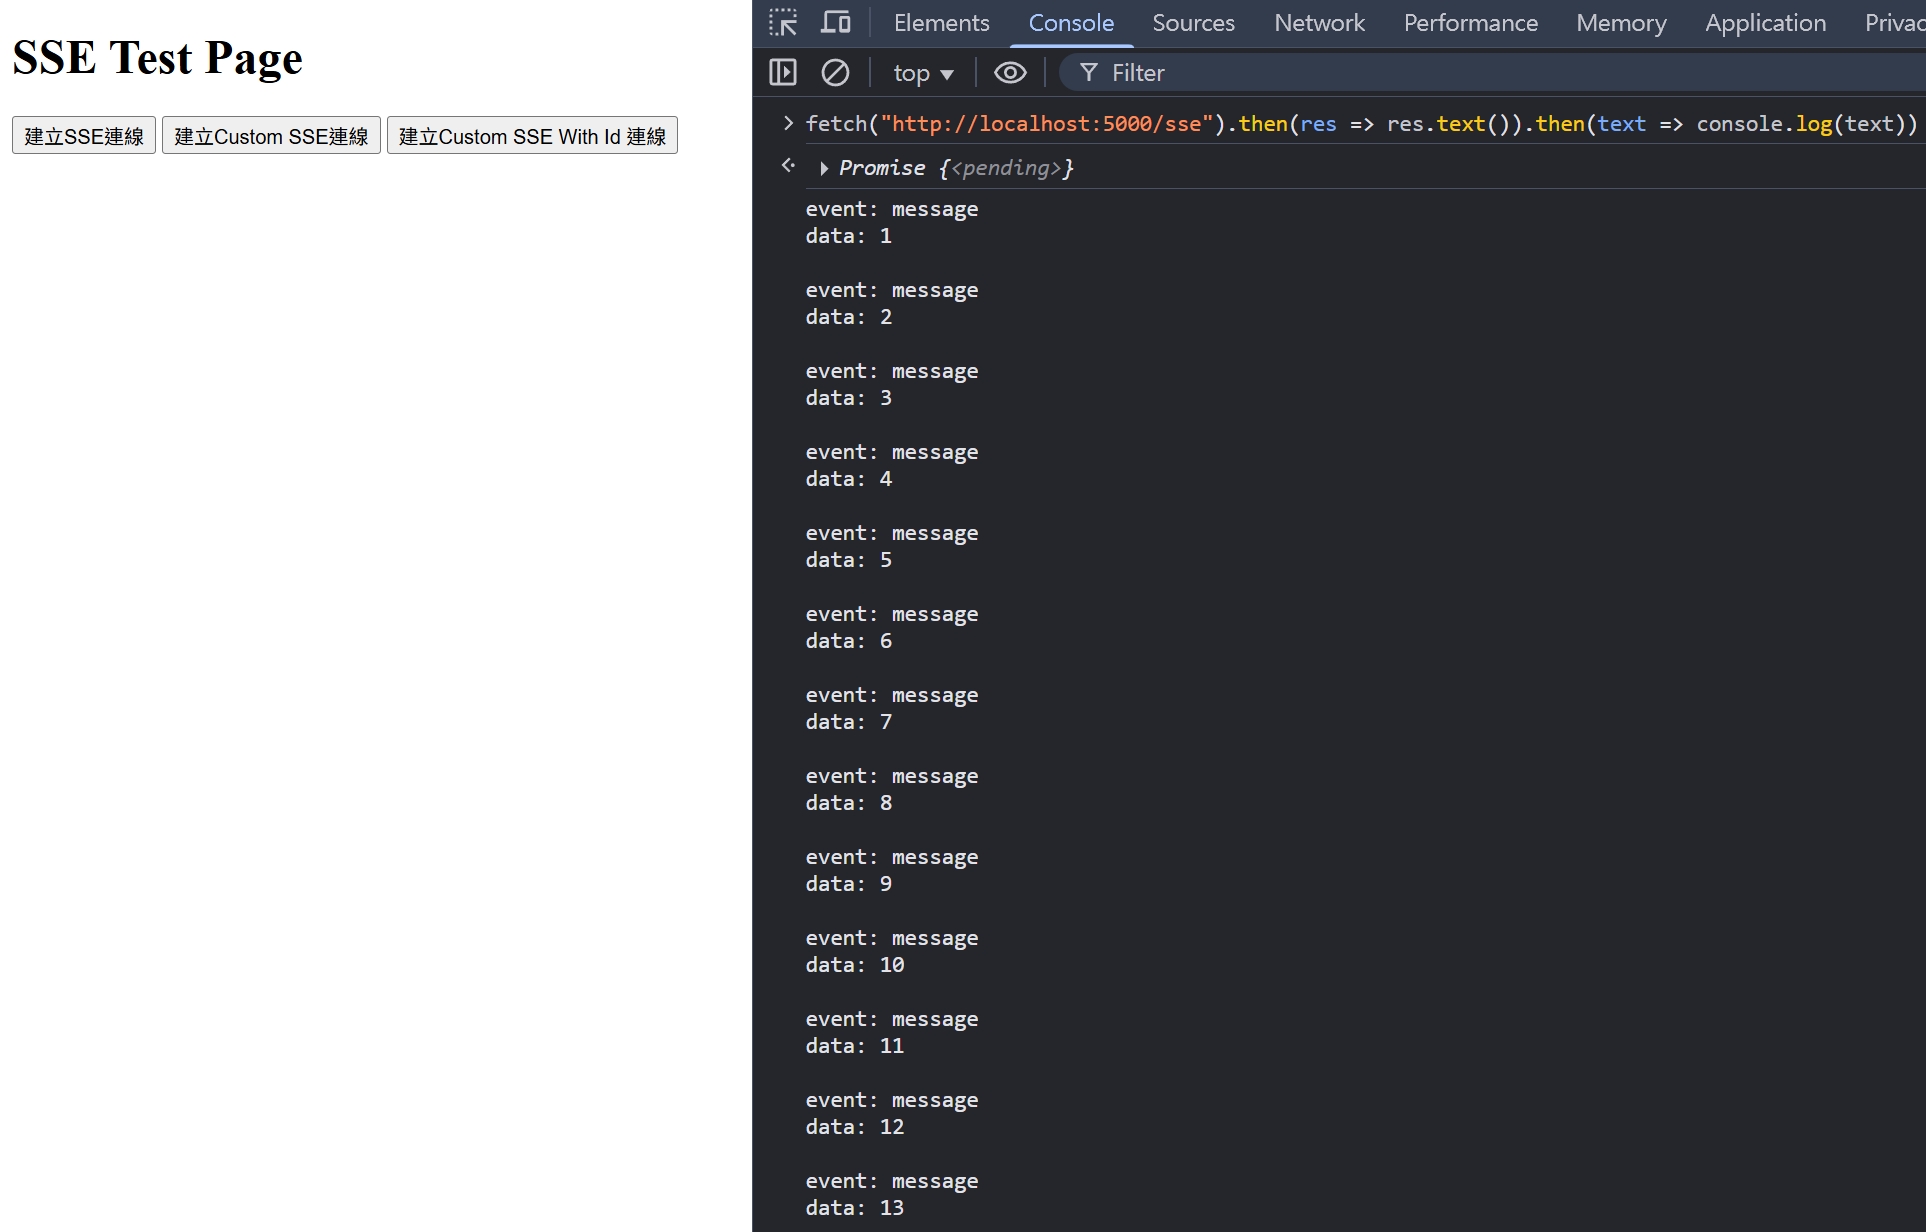 SSE Test Page
建立SSE連線 建立Custom SSE連線 建立Custom SSE With Id 連線
Elements Console Sources Network Performance Memory Application Privac
top Filter
fetch("http://localhost:5000/sse").then(res => res.text()).then(text => console.log(text))
Promise {<pending>}
event: message
data: 1
event: message
data: 2
event: message
data: 3
event: message
data: 4
event: message
data: 5
event: message
data: 6
event: message
data: 7
event: message
data: 8
event: message
data: 9
event: message
data: 10
event: message
data: 11
event: message
data: 12
event: message
data: 13